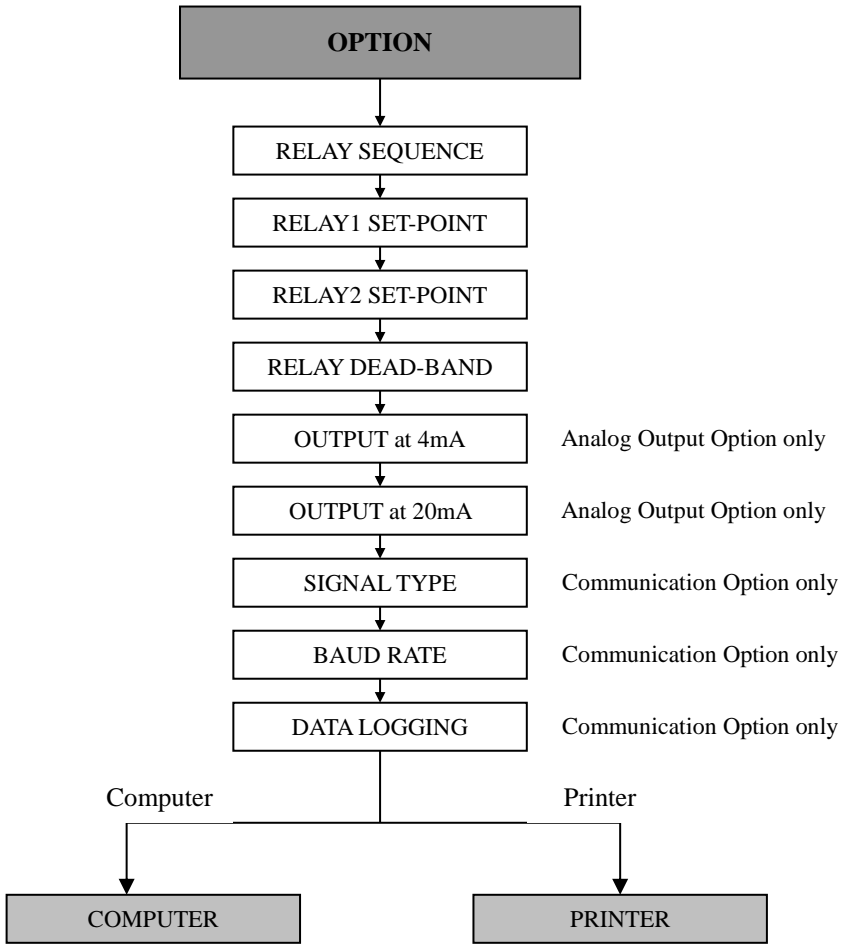 OPTION
RELAY SEQUENCE
RELAY1 SET-POINT
RELAY2 SET-POINT
RELAY DEAD-BAND
OUTPUT at 4mA
Analog Output Option only
OUTPUT at 20mA
Analog Output Option only
SIGNAL TYPE
Communication Option only
BAUD RATE
Communication Option only
DATA LOGGING
Communication Option only
Computer
Printer
COMPUTER
PRINTER